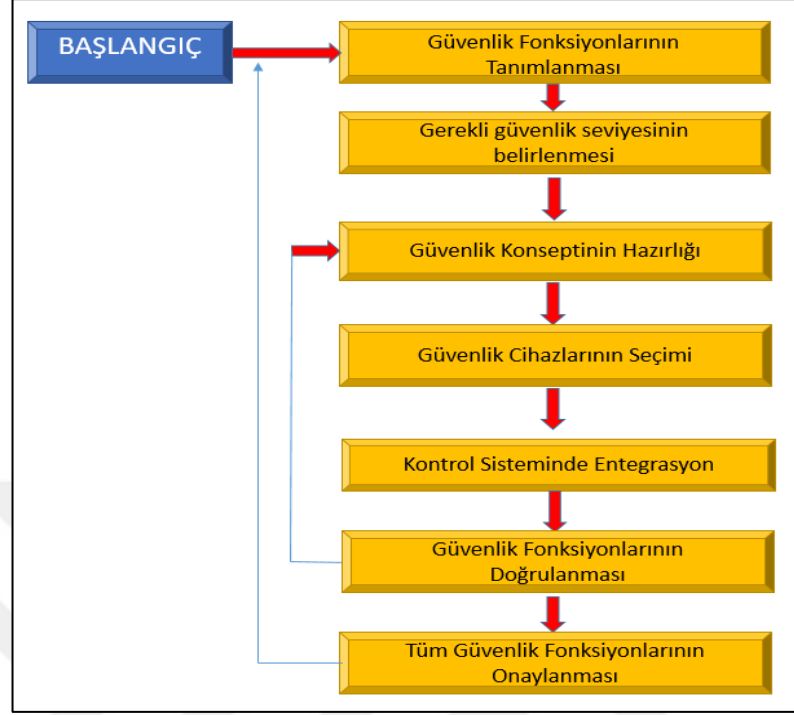 BAŞLANGIÇ
Güvenlik Fonksiyonlarının
Tanımlanması
Gerekli güvenlik seviyesinin
belirlenmesi
Güvenlik Konseptinin Hazırlığı
Güvenlik Cihazlarının Seçimi
Kontrol Sisteminde Entegrasyon
Güvenlik Fonksiyonlarının
Doğrulanması
Tüm Güvenlik Fonksiyonlarının
Onaylanması